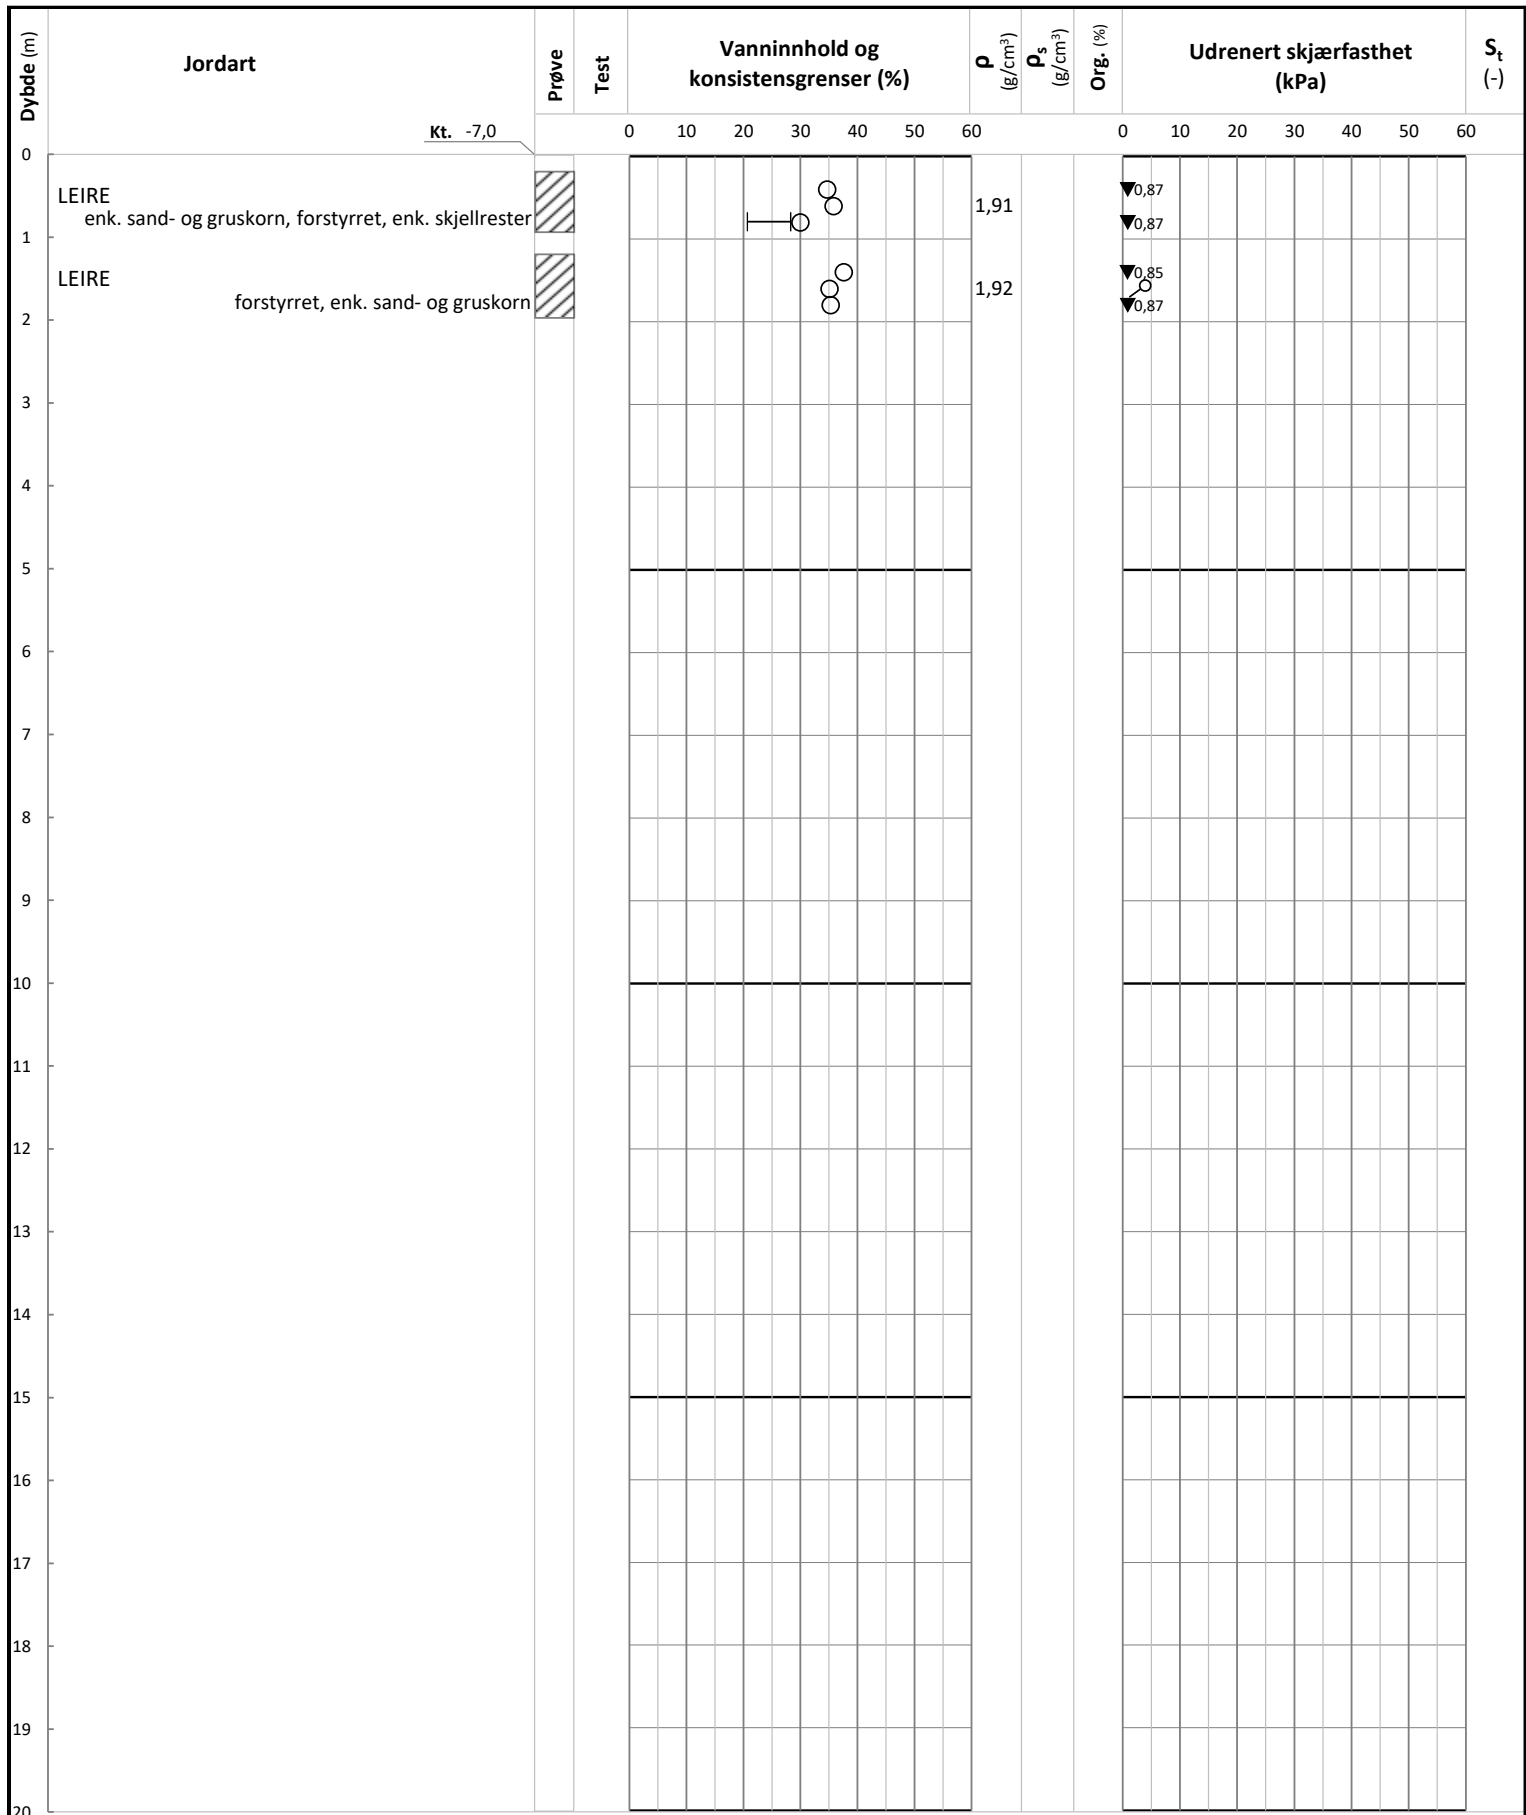 Dybde (m)
Jordart
Prøve
Test
Vanninnhold og
konsistensgrenser (%)
ρ
(g/cm³)
ρs
(g/cm³)
Org. (%)
Udrenert skjærfasthet
(kPa)
St
(-)
Kt. -7,0
0 10 20 30 40 50 60
0 10 20 30 40 50 60
0
LEIRE
enk. sand- og gruskorn, forstyrret, enk. skjellrester
1,91
0,87
0,87
1
LEIRE
forstyrret, enk. sand- og gruskorn
1,92
0,85
0,87
2
3
4
5
6
7
8
9
10
11
12
13
14
15
16
17
18
19
20